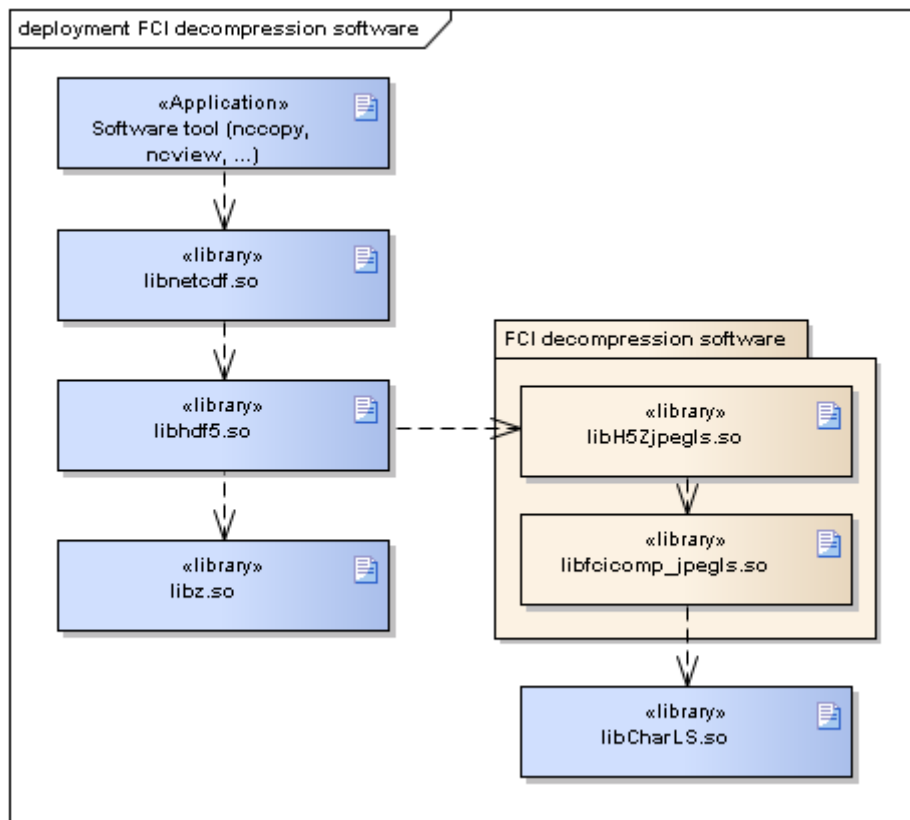 deployment FCI decompression software
«Application»
Software tool (nccopy,
ncview, ...)
«library»
libnetcdf.so
«library»
libhdf5.so
«library»
libz.so
FCI decompression software
«library»
libH5Zjpegls.so
«library»
libfcicomp_jpegls.so
«library»
libCharLS.so